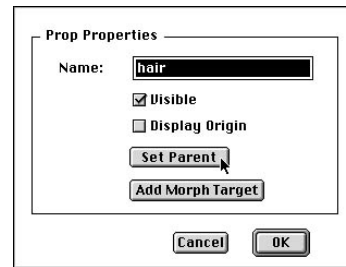 Prop Properties
Name: hair
Visible
Display Origin
Set Parent
Add Morph Target
Cancel OK